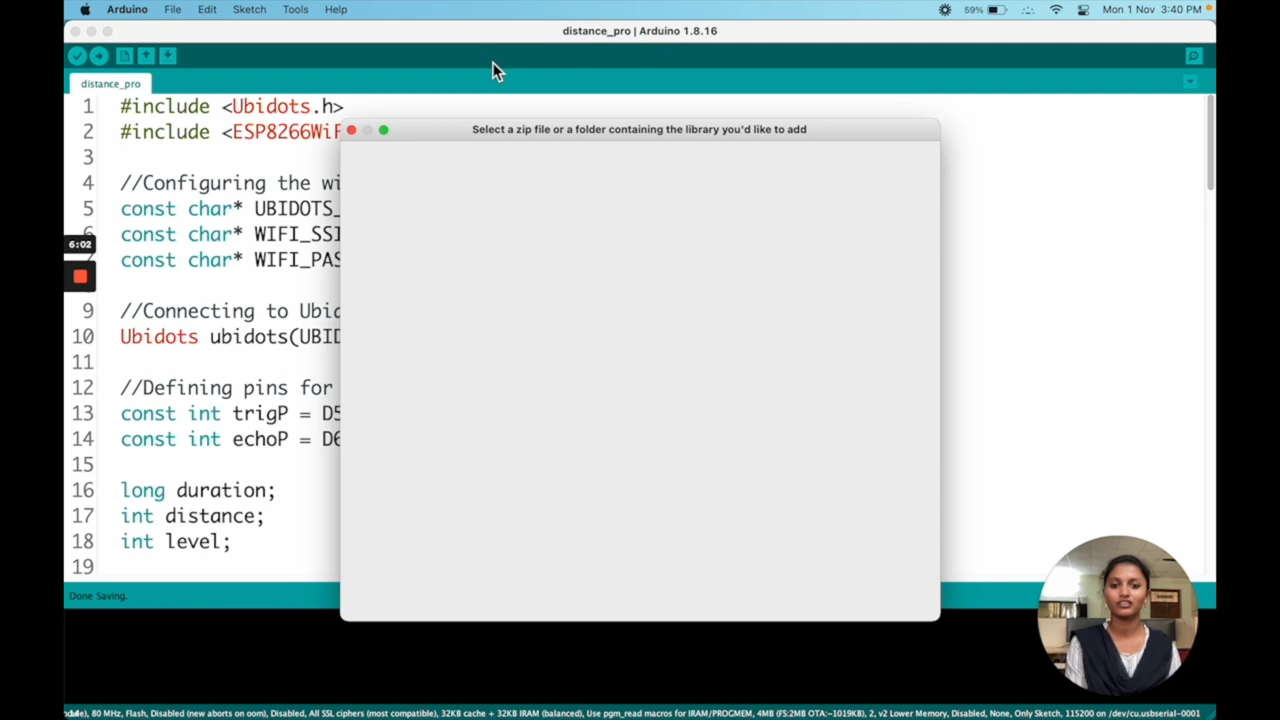 Arduino File Edit Sketch Tools Help 59% Mon 1 Nov 3:40 PM
distance_pro | Arduino 1.8.16
distance_pro
1 #include <Ubidots.h>
2 #include <ESP8266WiF
3
4 //Configuring the wi
5 const char* UBIDOTS_
6 const char* WIFI_SSI
const char* WIFI_PAS
9 //Connecting to Ubid
10 Ubidots ubidots(UBID
11
12 //Defining pins for
13 const int trigP = D5
14 const int echoP = D6
15
16 long duration;
17 int distance;
18 int level;
19
Select a zip file or a folder containing the library you'd like to add
6:02
Done Saving.
80 MHz, Flash, Disabled (new aborts on oom), Disabled, All SSL ciphers (most compatible), 32KB cache + 32KB IRAM (balanced), Use pgm_read macros for IRAM/PROGMEM, 4MB (FS:2MB OTA:~1019KB), 2, v2 Lower Memory, Disabled, None, Only Sketch, 115200 on /dev/cu.usbserial-0001